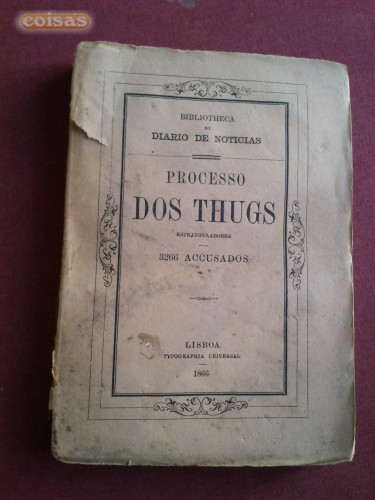 coisas
BIBLIOTHECA
DO
DIARIO DE NOTICIAS
PROCESSO
DOS THUGS
ESTRANGULADORES
3266 ACCUSADOS
LISBOA
TYPOGRAPHIA UNIVERSAL
1866